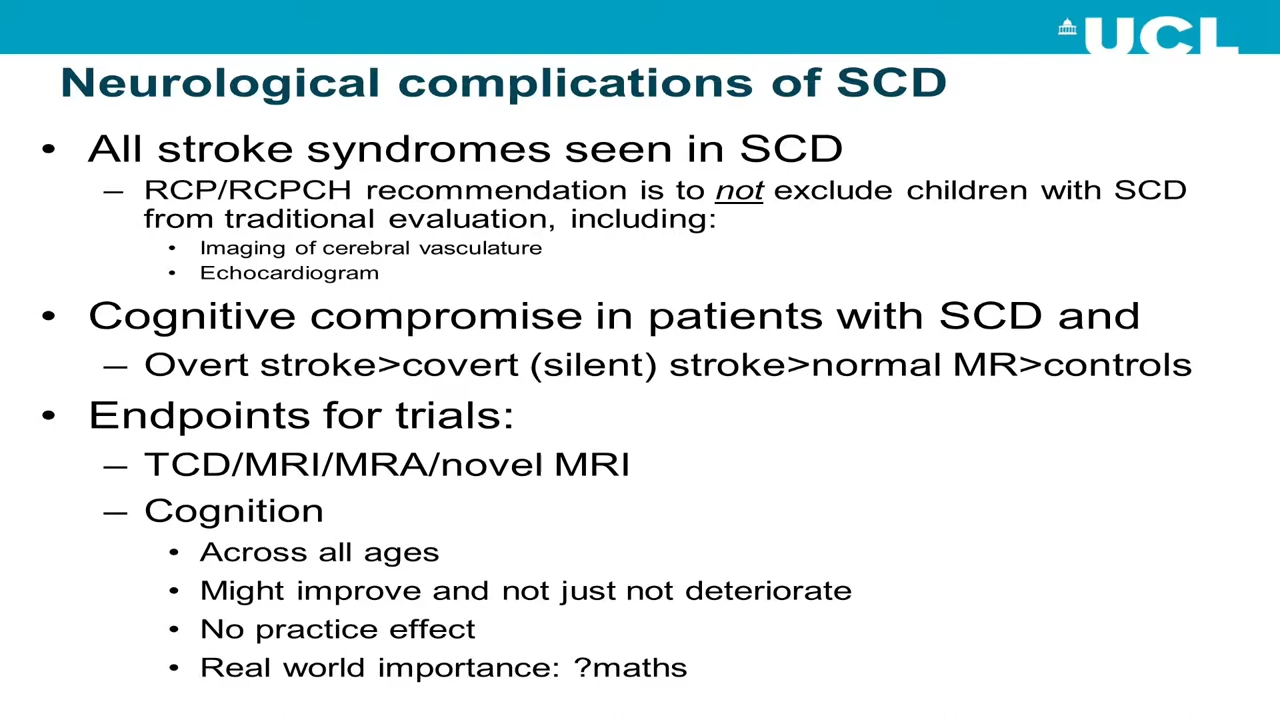 UCL
Neurological complications of SCD
• All stroke syndromes seen in SCD
– RCP/RCPCH recommendation is to not exclude children with SCD
from traditional evaluation, including:
• Imaging of cerebral vasculature
• Echocardiogram
• Cognitive compromise in patients with SCD and
– Overt stroke>covert (silent) stroke>normal MR>controls
• Endpoints for trials:
– TCD/MRI/MRA/novel MRI
– Cognition
• Across all ages
• Might improve and not just not deteriorate
• No practice effect
• Real world importance: ?maths